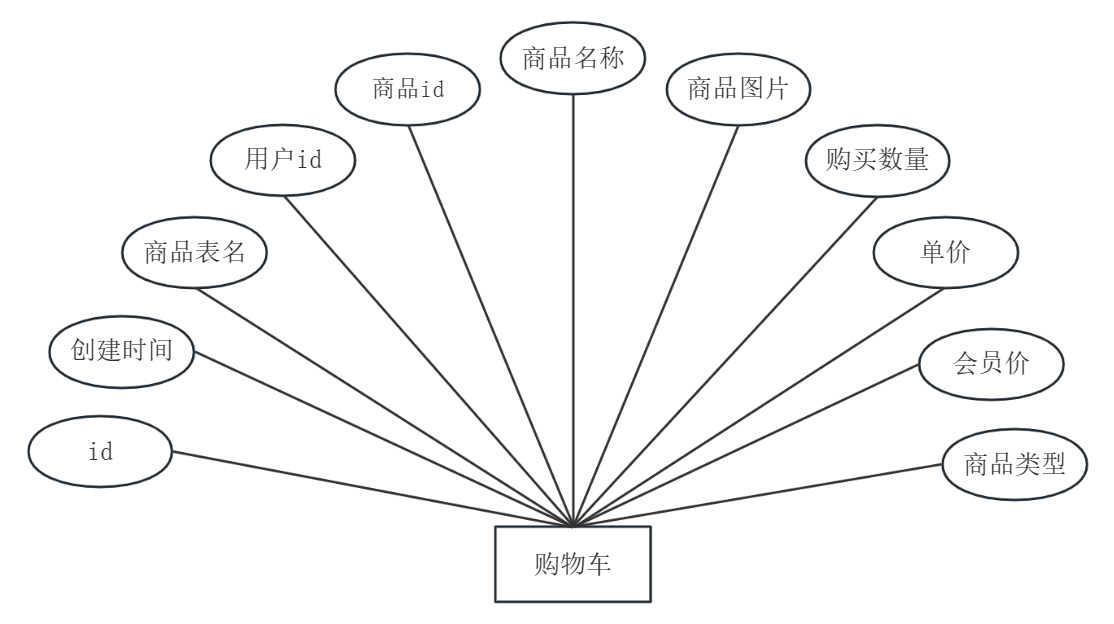 商品名称
商品id
商品图片
用户id
购买数量
商品表名
单价
创建时间
会员价
id
商品类型
购物车